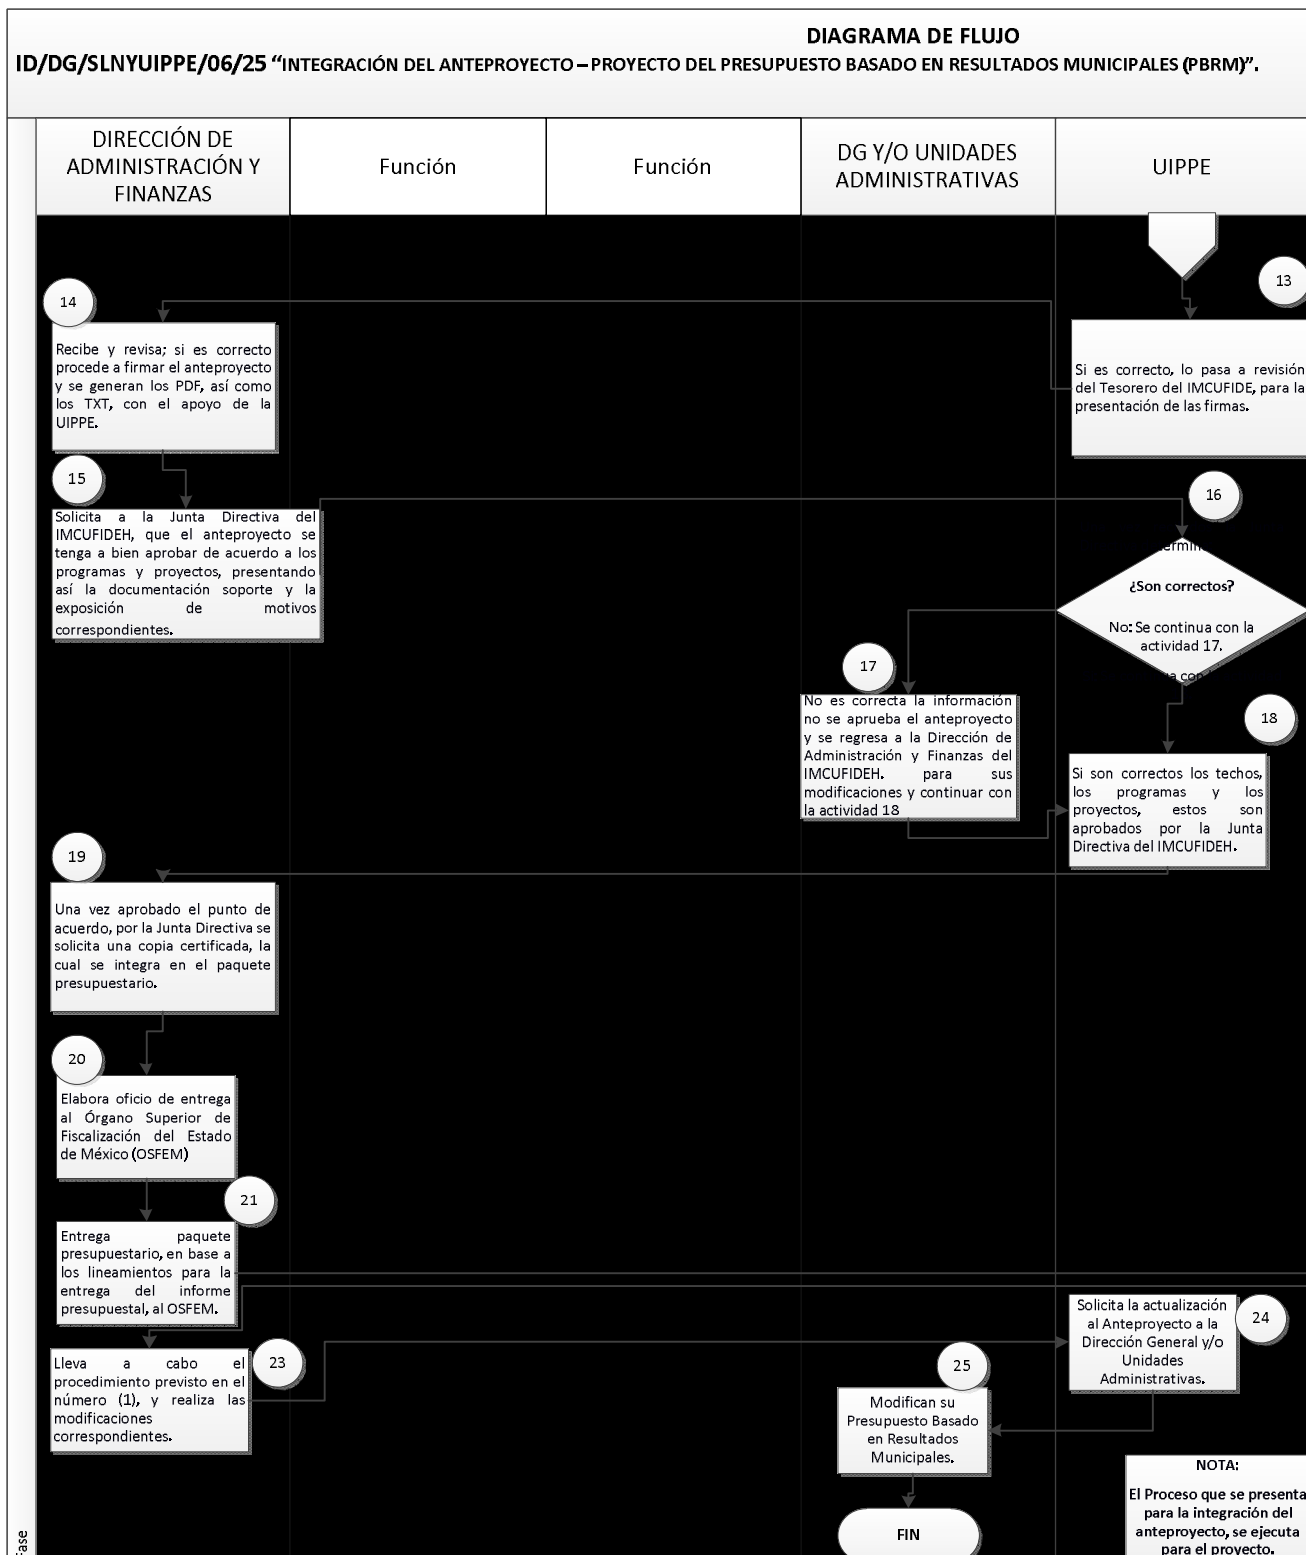 DIAGRAMA DE FLUJO
ID/DG/SLNYUIPPE/06/25 “INTEGRACIÓN DEL ANTEPROYECTO – PROYECTO DEL PRESUPUESTO BASADO EN RESULTADOS MUNICIPALES (PBRM)”.
DIRECCIÓN DE
ADMINISTRACIÓN Y
FINANZAS
Función
Función
DG Y/O UNIDADES
ADMINISTRATIVAS
UIPPE
13
Si es correcto, lo pasa a revisión
del Tesorero del IMCUFIDE, para la
presentación de las firmas.
14
Recibe y revisa; si es correcto
procede a firmar el anteproyecto
y se generan los PDF, así como
los TXT, con el apoyo de la
UIPPE.
15
Solicita a la Junta Directiva del
IMCUFIDEH, que el anteproyecto se
tenga a bien aprobar de acuerdo a los
programas y proyectos, presentando
así la documentación soporte y la
exposición de motivos
correspondientes.
16
¿Son correctos?
No: Se continua con la
actividad 17.
17
No es correcta la información
no se aprueba el anteproyecto
y se regresa a la Dirección de
Administración y Finanzas del
IMCUFIDEH. para sus
modificaciones y continuar con
la actividad 18
18
Si son correctos los techos,
los programas y los
proyectos, estos son
aprobados por la Junta
Directiva del IMCUFIDEH.
19
Una vez aprobado el punto de
acuerdo, por la Junta Directiva se
solicita una copia certificada, la
cual se integra en el paquete
presupuestario.
20
Elabora oficio de entrega
al Órgano Superior de
Fiscalización del Estado
de México (OSFEM)
21
Entrega paquete
presupuestario, en base a
los lineamientos para la
entrega del informe
presupuestal, al OSFEM.
23
Lleva a cabo el
procedimiento previsto en el
número (1), y realiza las
modificaciones
correspondientes.
24
Solicita la actualización
al Anteproyecto a la
Dirección General y/o
Unidades
Administrativas.
25
Modifican su
Presupuesto Basado
en Resultados
Municipales.
FIN
NOTA:
El Proceso que se presenta
para la integración del
anteproyecto, se ejecuta
para el proyecto.
Fase